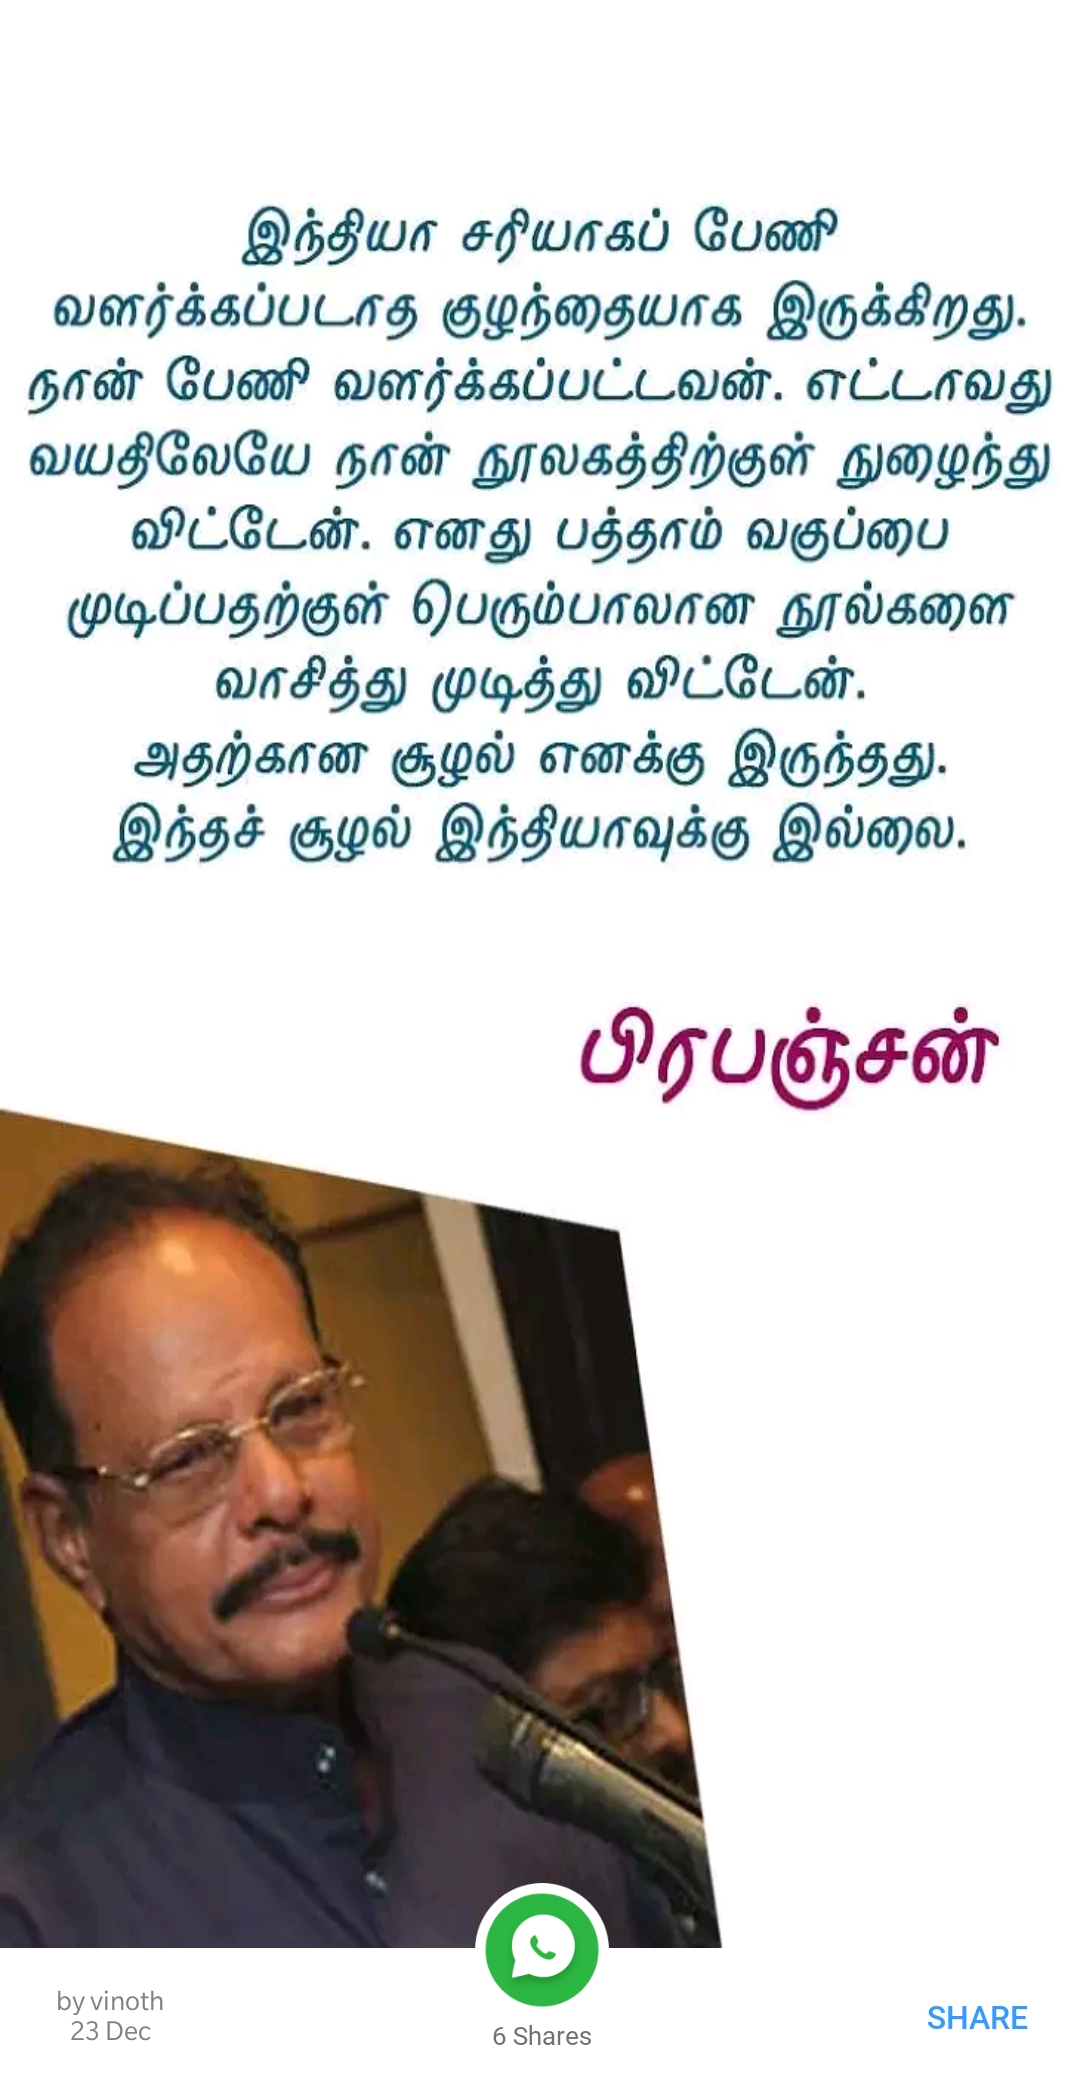 இந்தியா சரியாகப் பேணி
வளர்க்கப்படாத குழந்தையாக இருக்கிறது.
நான் பேணி வளர்க்கப்பட்டவன். எட்டாவது
வயதிலேயே நான் நூலகத்திற்குள் நுழைந்து
விட்டேன். எனது பத்தாம் வகுப்பை
முடிப்பதற்குள் பெரும்பாலான நூல்களை
வாசித்து முடித்து விட்டேன்.
அதற்கான சூழல் எனக்கு இருந்தது.
இந்தச் சூழல் இந்தியாவுக்கு இல்லை.
பிரபஞ்சன்
by vinoth
23 Dec
6 Shares
SHARE